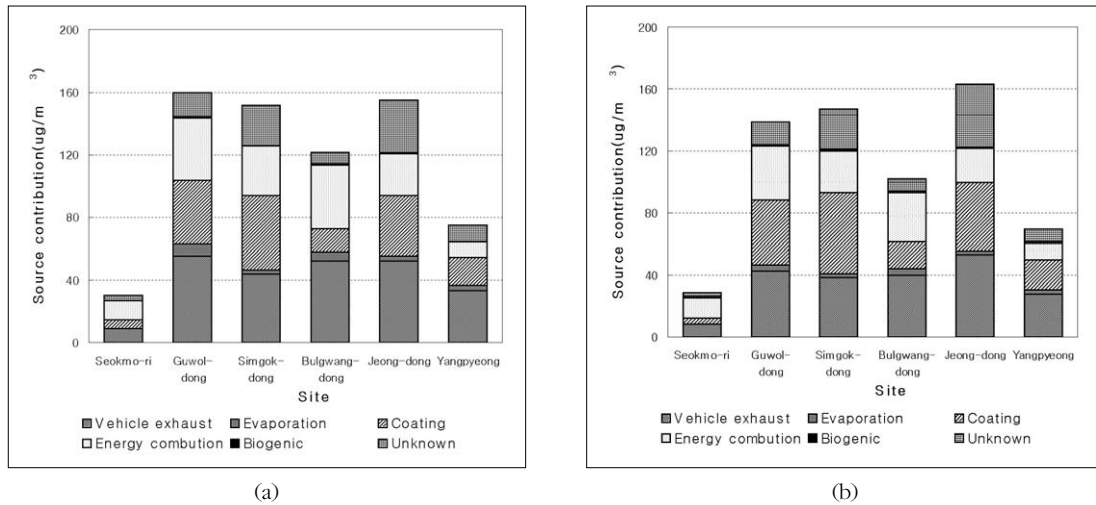 200
160
120
80
40
0
Source contribution(ug/m3)
Seokmo-ri Guwol-dong Simgok-dong Bulgwang-dong Jeong-dong Yangpyeong
Site
Vehicle exhaust Evaporation Coating
Energy combution Biogenic Unknown
(a)
200
160
120
80
40
0
Source contribution(ug/m3)
Seokmo-ri Guwol-dong Simgok-dong Bulgwang-dong Jeong-dong Yangpyeong
Site
Vehicle exhaust Evaporation Coating
Energy combution Biogenic Unknown
(b)